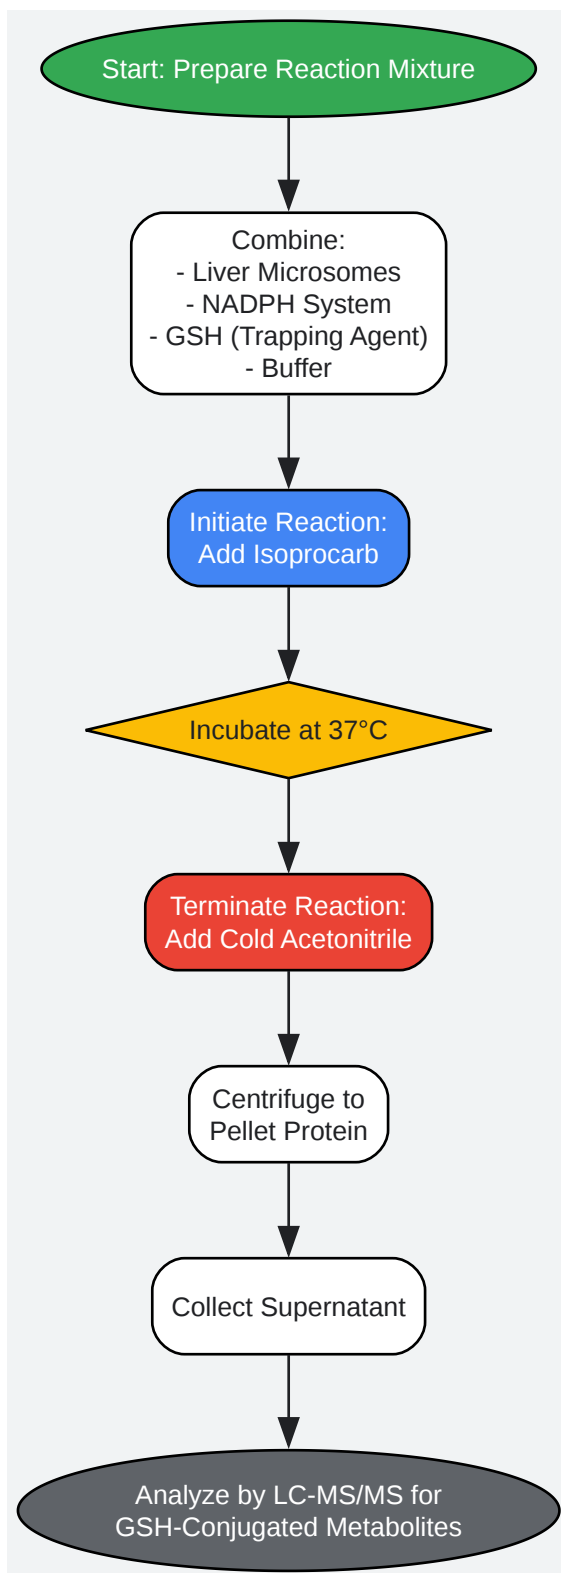 Start: Prepare Reaction Mixture
Combine:
- Liver Microsomes
- NADPH System
- GSH (Trapping Agent)
- Buffer
Initiate Reaction:
Add Isoprocarb
Incubate at 37°C
Terminate Reaction:
Add Cold Acetonitrile
Centrifuge to
Pellet Protein
Collect Supernatant
Analyze by LC-MS/MS for
GSH-Conjugated Metabolites